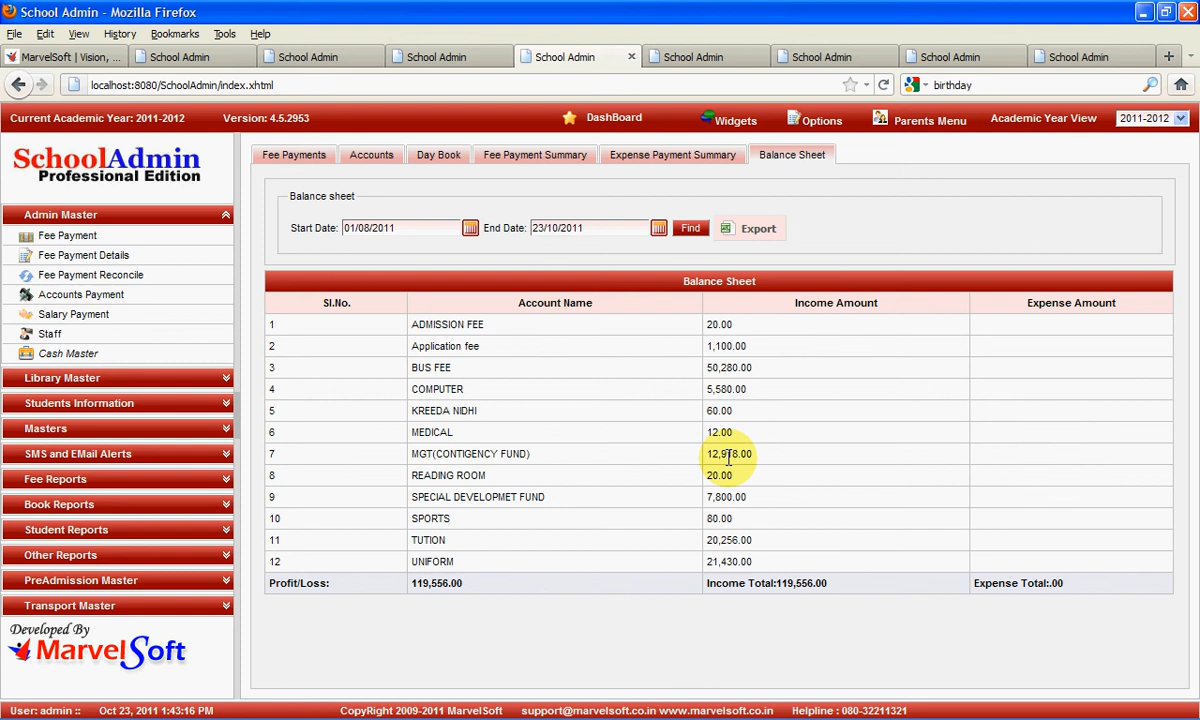 School Admin - Mozilla Firefox
File Edit View History Bookmarks Tools Help
MarvelSoft | Vision, ... School Admin School Admin School Admin School Admin School Admin School Admin School Admin School Admin
localhost:8080/SchoolAdmin/index.xhtml birthday
Current Academic Year: 2011-2012 Version: 4.5.2953 DashBoard Widgets Options Parents Menu Academic Year View 2011-2012
SchoolAdmin
Professional Edition
Admin Master
Fee Payment
Fee Payment Details
Fee Payment Reconcile
Accounts Payment
Salary Payment
Staff
Cash Master
Library Master
Students Information
Masters
SMS and EMail Alerts
Fee Reports
Book Reports
Student Reports
Other Reports
PreAdmission Master
Transport Master
Developed By
MarvelSoft
Fee Payments Accounts Day Book Fee Payment Summary Expense Payment Summary Balance Sheet
Balance sheet
Start Date: 01/08/2011 End Date: 23/10/2011 Find Export
Balance Sheet
Sl.No. Account Name Income Amount Expense Amount
1 ADMISSION FEE 20.00
2 Application fee 1,100.00
3 BUS FEE 50,280.00
4 COMPUTER 5,580.00
5 KREEDA NIDHI 60.00
6 MEDICAL 12.00
7 MGT(CONTIGENCY FUND) 12,918.00
8 READING ROOM 20.00
9 SPECIAL DEVELOPMET FUND 7,800.00
10 SPORTS 80.00
11 TUTION 20,256.00
12 UNIFORM 21,430.00
Profit/Loss: 119,556.00 Income Total:119,556.00 Expense Total:.00
User: admin :: Oct 23, 2011 1:43:16 PM CopyRight 2009-2011 MarvelSoft support@marvelsoft.co.in www.marvelsoft.co.in Helpline : 080-32211321